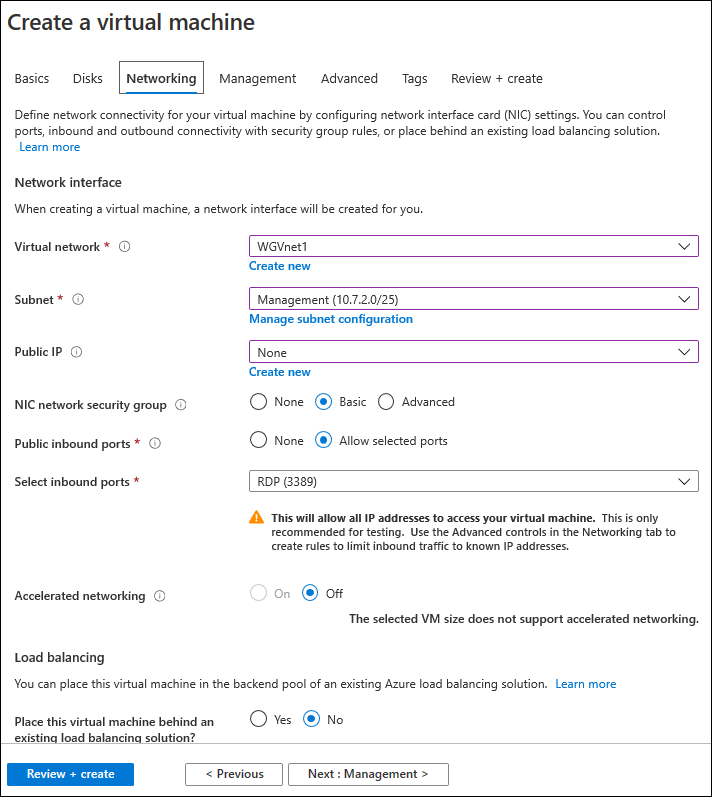 Create a virtual machine
Basics Disks Networking Management Advanced Tags Review + create
Define network connectivity for your virtual machine by configuring network interface card (NIC) settings. You can control
ports, inbound and outbound connectivity with security group rules, or place behind an existing load balancing solution.
Learn more
Network interface
When creating a virtual machine, a network interface will be created for you.
Virtual network * WGVnet1
Create new
Subnet * Management (10.7.2.0/25)
Manage subnet configuration
Public IP None
Create new
NIC network security group None Basic Advanced
Public inbound ports * None Allow selected ports
Select inbound ports * RDP (3389)
This will allow all IP addresses to access your virtual machine. This is only
recommended for testing. Use the Advanced controls in the Networking tab to
create rules to limit inbound traffic to known IP addresses.
Accelerated networking On Off
The selected VM size does not support accelerated networking.
Load balancing
You can place this virtual machine in the backend pool of an existing Azure load balancing solution. Learn more
Place this virtual machine behind an Yes No
existing load balancing solution?
Review + create < Previous Next : Management >